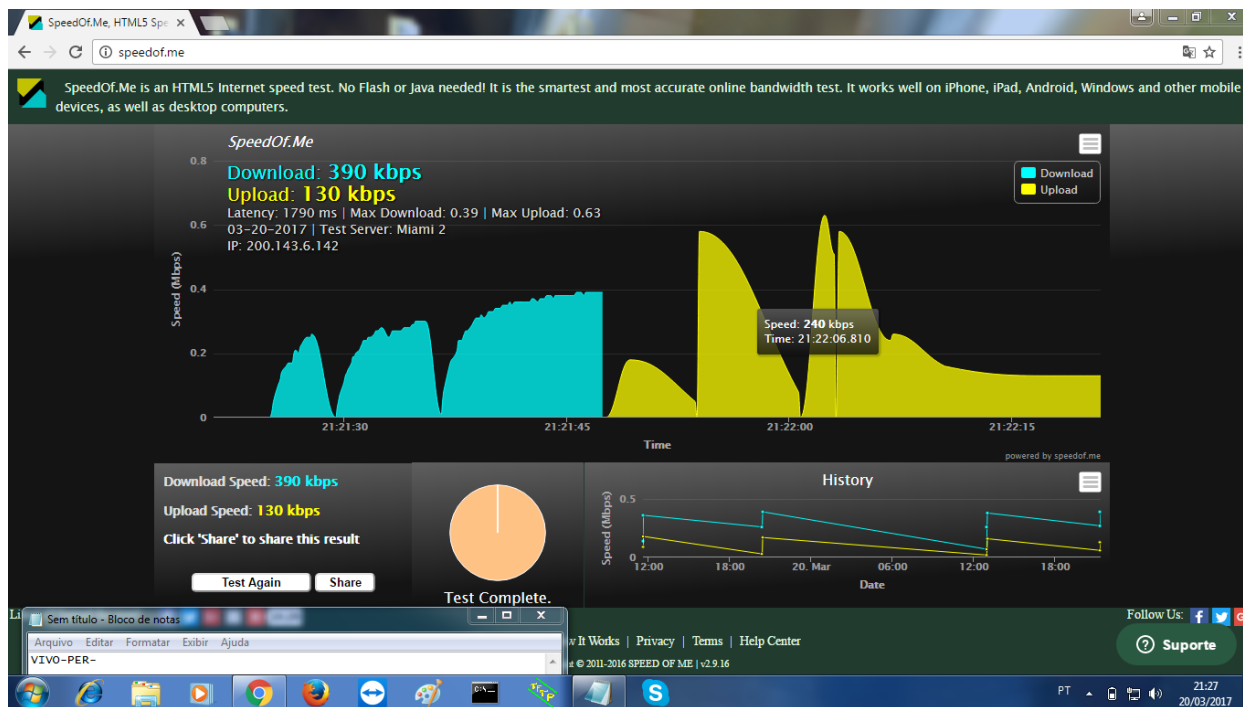 SpeedOf.Me, HTML5 Spe
speedof.me
SpeedOf.Me is an HTML5 Internet speed test. No Flash or Java needed! It is the smartest and most accurate online bandwidth test. It works well on iPhone, iPad, Android, Windows and other mobile
devices, as well as desktop computers.
SpeedOf.Me
Download: 390 kbps
Upload: 130 kbps
Latency: 1790 ms | Max Download: 0.39 | Max Upload: 0.63
03-20-2017 | Test Server: Miami 2
IP: 200.143.6.142
Download
Upload
Speed (Mbps)
0.8
0.6
0.4
0.2
0
Speed: 240 kbps
Time: 21:22:06.810
21:21:30 21:21:45 21:22:00 21:22:15
Time
powered by speedof.me
Download Speed: 390 kbps
Upload Speed: 130 kbps
Click 'Share' to share this result
Test Again Share
Test Complete.
History
Speed (Mbps)
0.5
0
12:00 18:00 20. Mar 06:00 12:00 18:00
Date
Follow Us:
It Works | Privacy | Terms | Help Center
© 2011-2016 SPEED OF ME | v2.9.16
Suporte
Sem título - Bloco de notas
Arquivo Editar Formatar Exibir Ajuda
VIVO-PER-
PT
21:27
20/03/2017